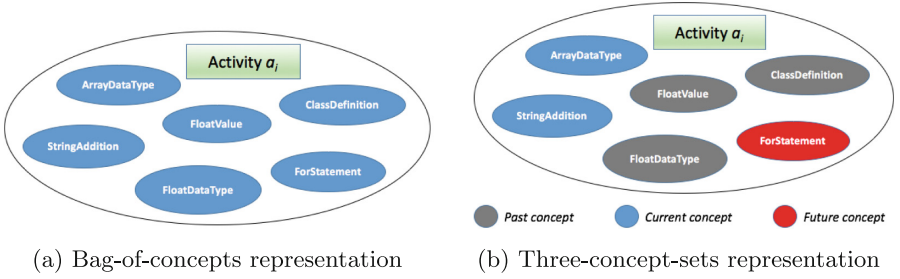 Activity aᵢ
ArrayDataType
ClassDefinition
FloatValue
StringAddition
ForStatement
FloatDataType
(a) Bag-of-concepts representation
Activity aᵢ
ArrayDataType
ClassDefinition
FloatValue
StringAddition
ForStatement
FloatDataType
Past concept
Current concept
Future concept
(b) Three-concept-sets representation